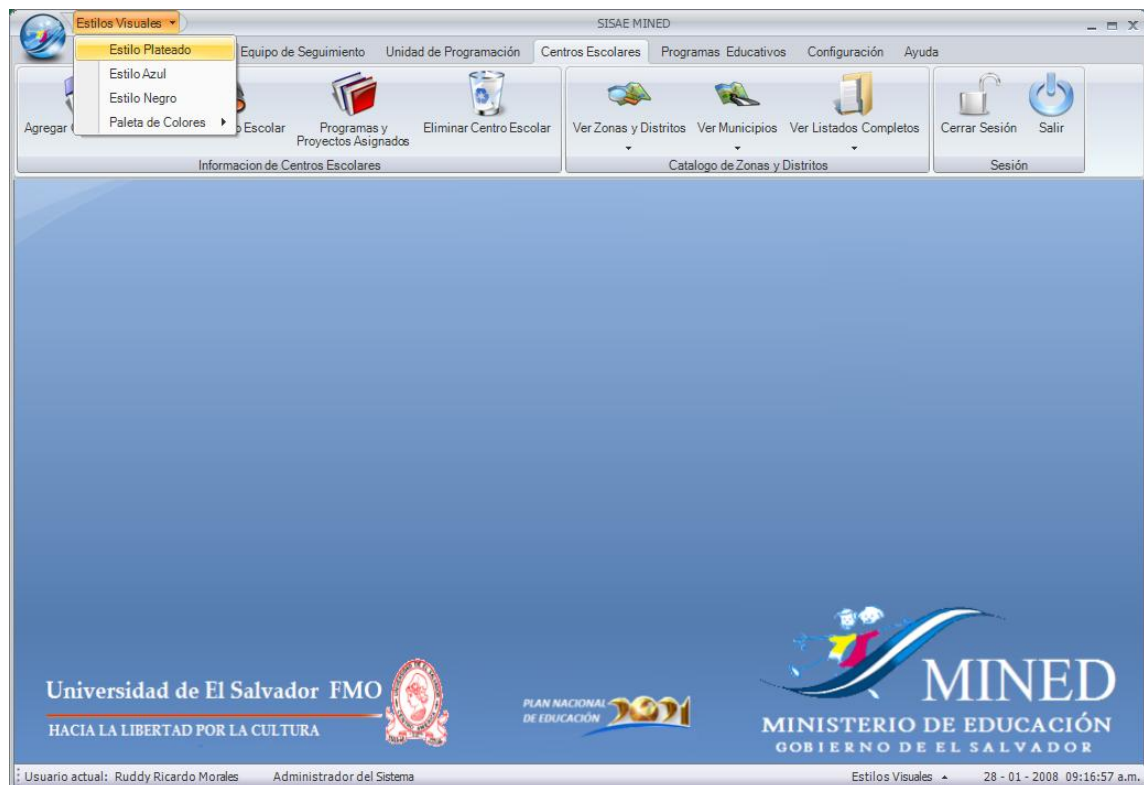 Estilos Visuales
SISAE MINED
Estilo Plateado
Estilo Azul
Estilo Negro
Paleta de Colores
Equipo de Seguimiento Unidad de Programación Centros Escolares Programas Educativos Configuración Ayuda
Agregar
Escolar
Programas y
Proyectos Asignados
Eliminar Centro Escolar
Informacion de Centros Escolares
Ver Zonas y Distritos
Ver Municipios
Ver Listados Completos
Catalogo de Zonas y Distritos
Cerrar Sesión
Salir
Sesión
Universidad de El Salvador FMO
HACIA LA LIBERTAD POR LA CULTURA
PLAN NACIONAL
DE EDUCACIÓN
2021
MINED
MINISTERIO DE EDUCACIÓN
GOBIERNO DE EL SALVADOR
Usuario actual: Ruddy Ricardo Morales Administrador del Sistema Estilos Visuales 28 - 01 - 2008 09:16:57 a.m.